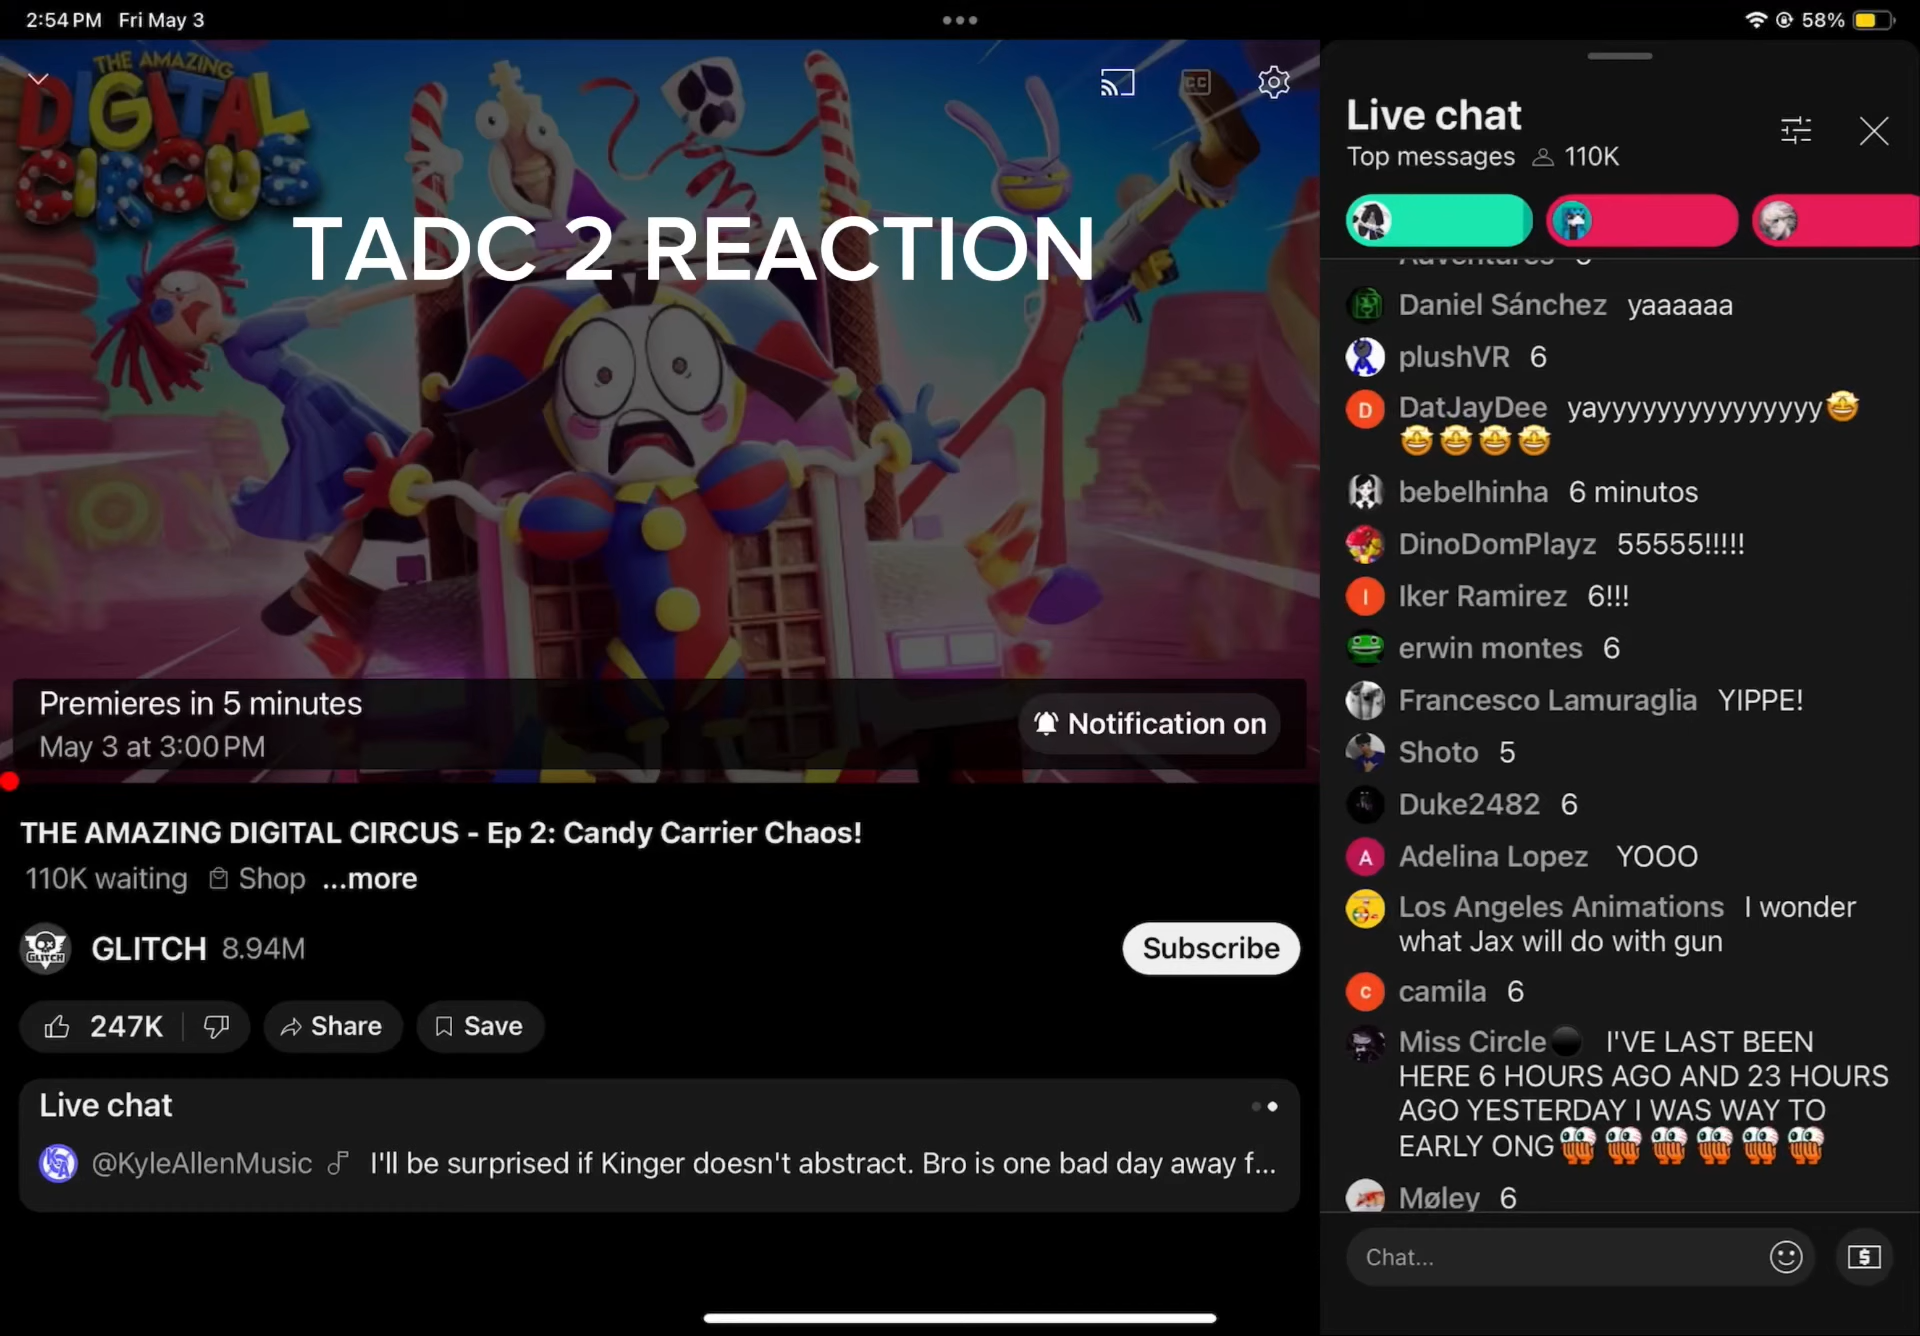 2:54 PM Fri May 3
58%
THE AMAZING
DIGITAL
CIRCUS
CC
TADC 2 REACTION
Premieres in 5 minutes
May 3 at 3:00 PM
Notification on
THE AMAZING DIGITAL CIRCUS - Ep 2: Candy Carrier Chaos!
110K waiting Shop ...more
GLITCH
GLITCH 8.94M
Subscribe
247K
Share
Save
Live chat
@KyleAllenMusic I'll be surprised if Kinger doesn't abstract. Bro is one bad day away f...
Live chat
Top messages 110K
Adventures 6
Daniel Sánchez yaaaaaa
plushVR 6
D DatJayDee yayyyyyyyyyyyyyyy🤩
🤩🤩🤩🤩
bebelhinha 6 minutos
DinoDomPlayz 55555!!!!!
I Iker Ramirez 6!!!
erwin montes 6
Francesco Lamuraglia YIPPE!
Shoto 5
Duke2482 6
A Adelina Lopez YOOO
Los Angeles Animations I wonder
what Jax will do with gun
c camila 6
Miss Circle⚫ I'VE LAST BEEN
HERE 6 HOURS AGO AND 23 HOURS
AGO YESTERDAY I WAS WAY TO
EARLY ONG
Møley 6
Chat...